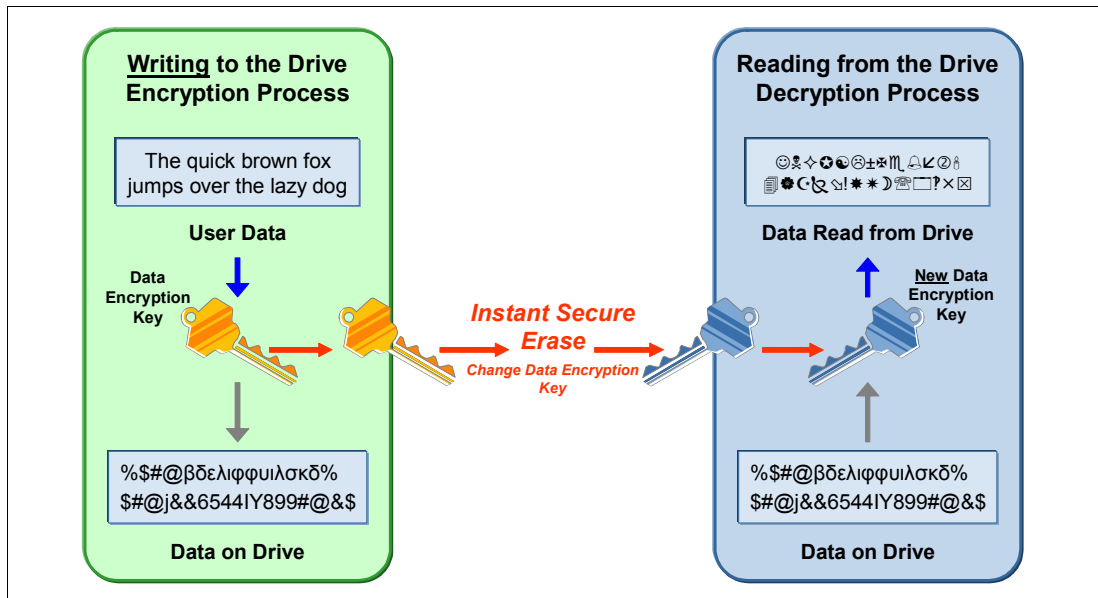 Writing to the Drive
Encryption Process
The quick brown fox
jumps over the lazy dog
User Data
Data
Encryption
Key
%$#@βδελιφφυιλσκδ%
$#@j&&6544IY899#@&$
Data on Drive
Instant Secure
Erase
Change Data Encryption
Key
Reading from the Drive
Decryption Process
☺☠✧✪☯☹±✠♏🔔↙②🕯
🗐❁☪⅋⇘!✸✴☽☏🗔‽×☒
Data Read from Drive
New Data
Encryption
Key
%$#@βδελιφφυιλσκδ%
$#@j&&6544IY899#@&$
Data on Drive